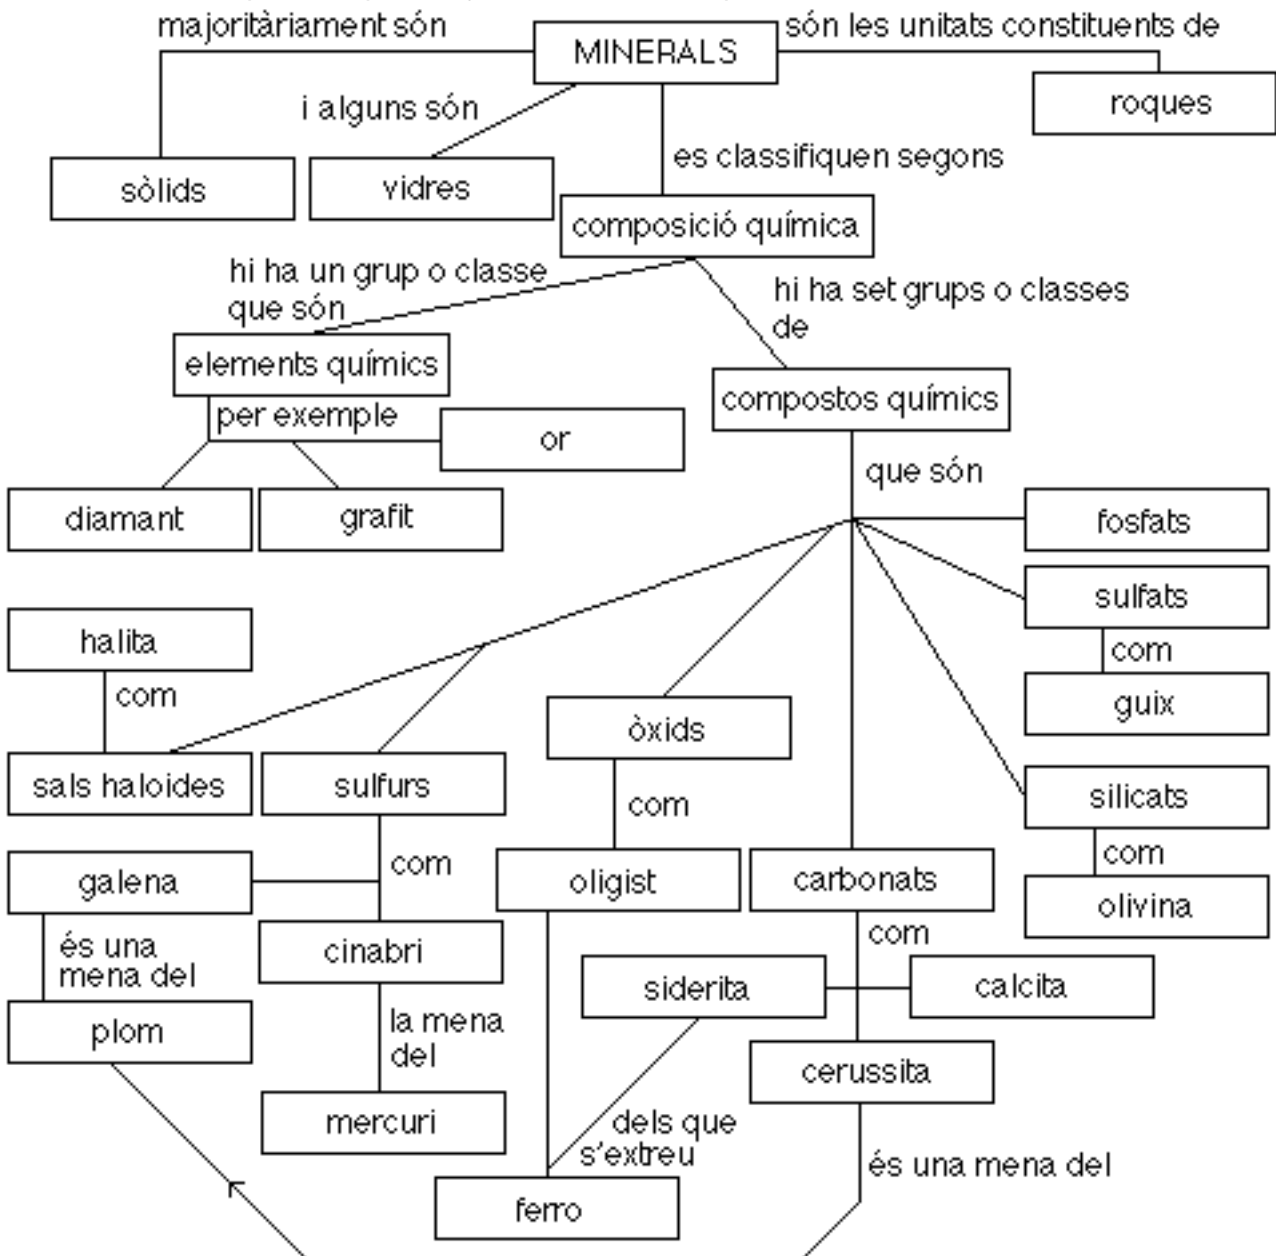 majoritàriament són
MINERALS
són les unitats constituents de
roques
i alguns són
es classifiquen segons
sòlids
vidres
composició química
hi ha un grup o classe
que són
hi ha set grups o classes
de
elements químics
compostos químics
per exemple
or
que són
diamant
grafit
fosfats
sulfats
com
guix
halita
com
òxids
sals haloides
sulfurs
com
silicats
com
olivina
galena
com
oligist
carbonats
com
és una
mena del
cinabri
siderita
calcita
plom
la mena
del
cerussita
mercuri
dels que
s'extreu
és una mena del
ferro